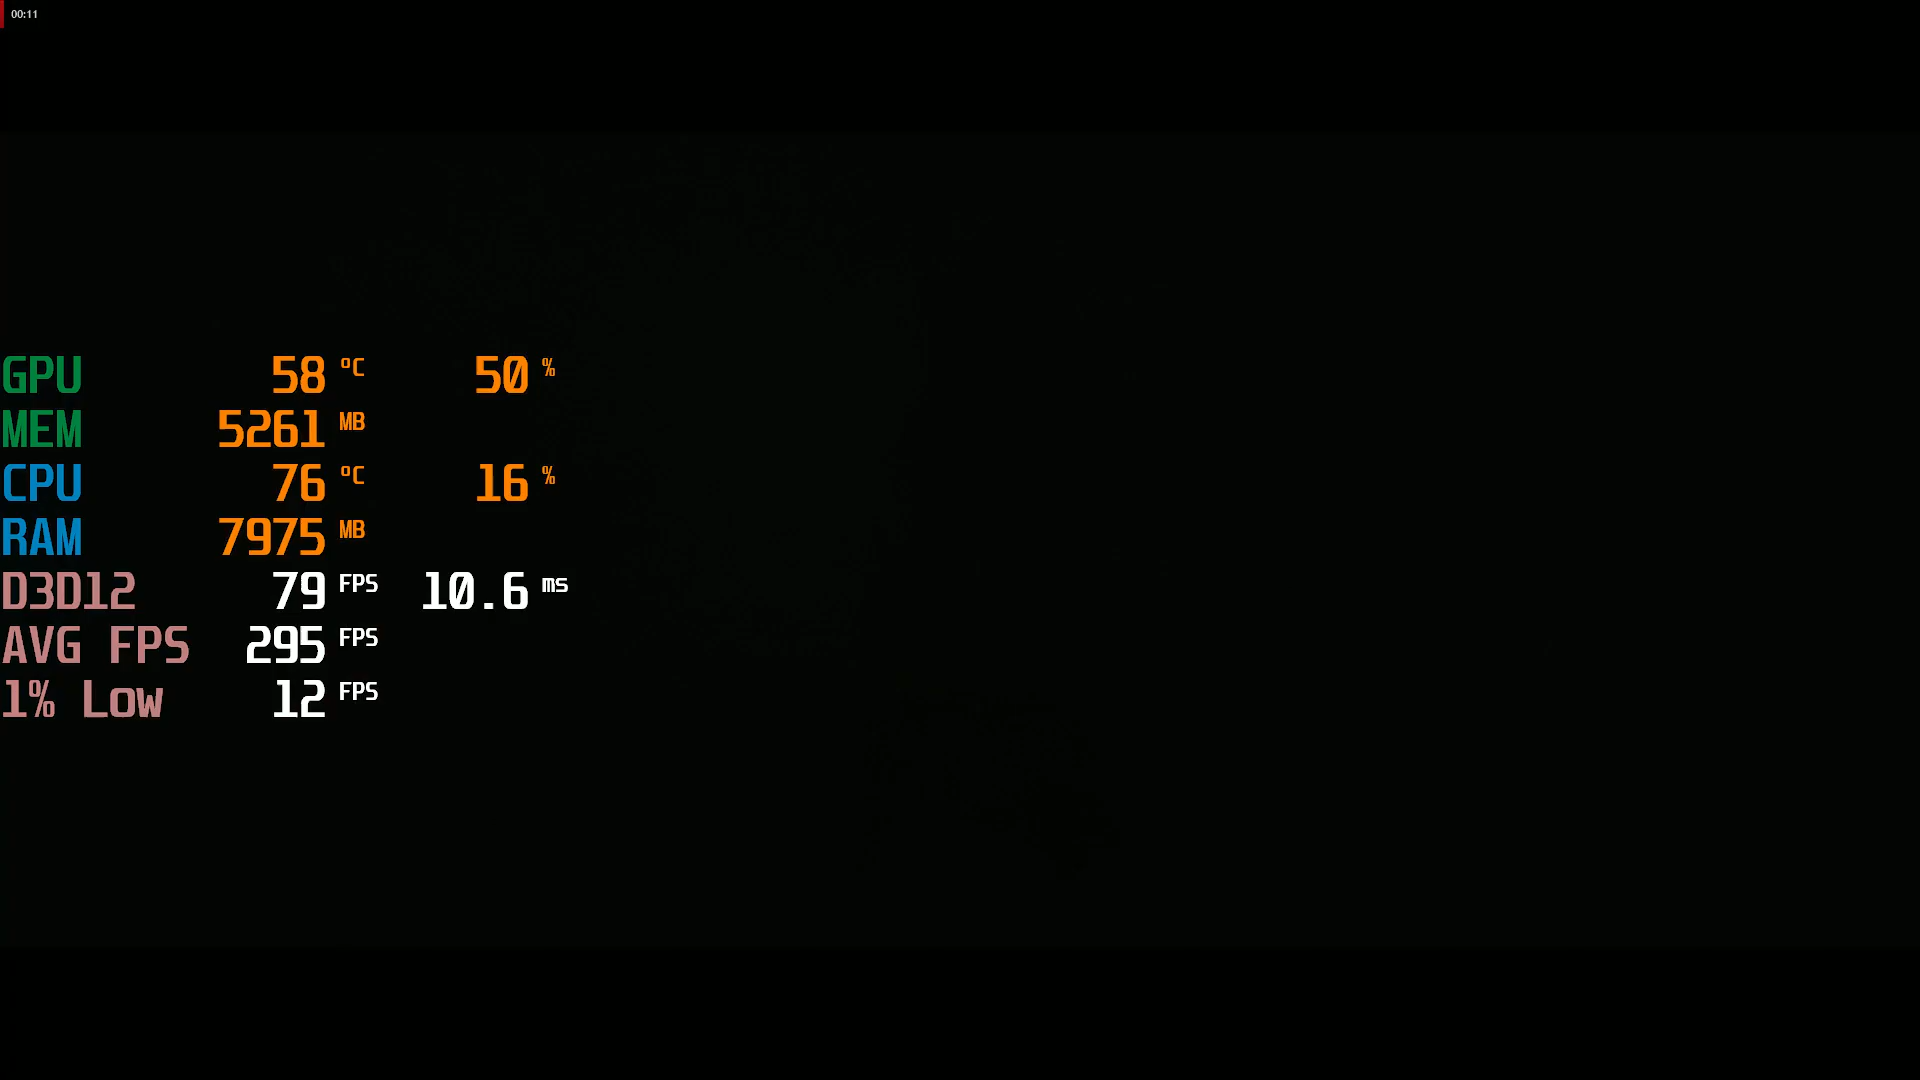 00:11
GPU 58 °C 50 %
MEM 5261 MB
CPU 76 °C 16 %
RAM 7975 MB
D3D12 79 FPS 10.6 ms
AVG FPS 295 FPS
1% Low 12 FPS